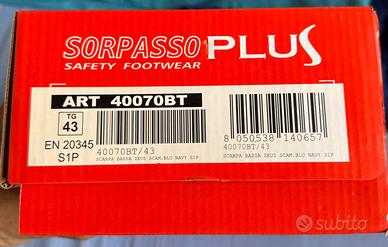 SORPASSO PLUS
SAFETY FOOTWEAR
ART 40070BT
TG
43
EN 20345
S1P
40070BT/43
SCARPA BASSA ZEUS SCAM.BLU NAVY S1P
8 050538 140657
40070BT/43
SCARPA BASSA ZEUS SCAM.BLU NAVY S1P
subito